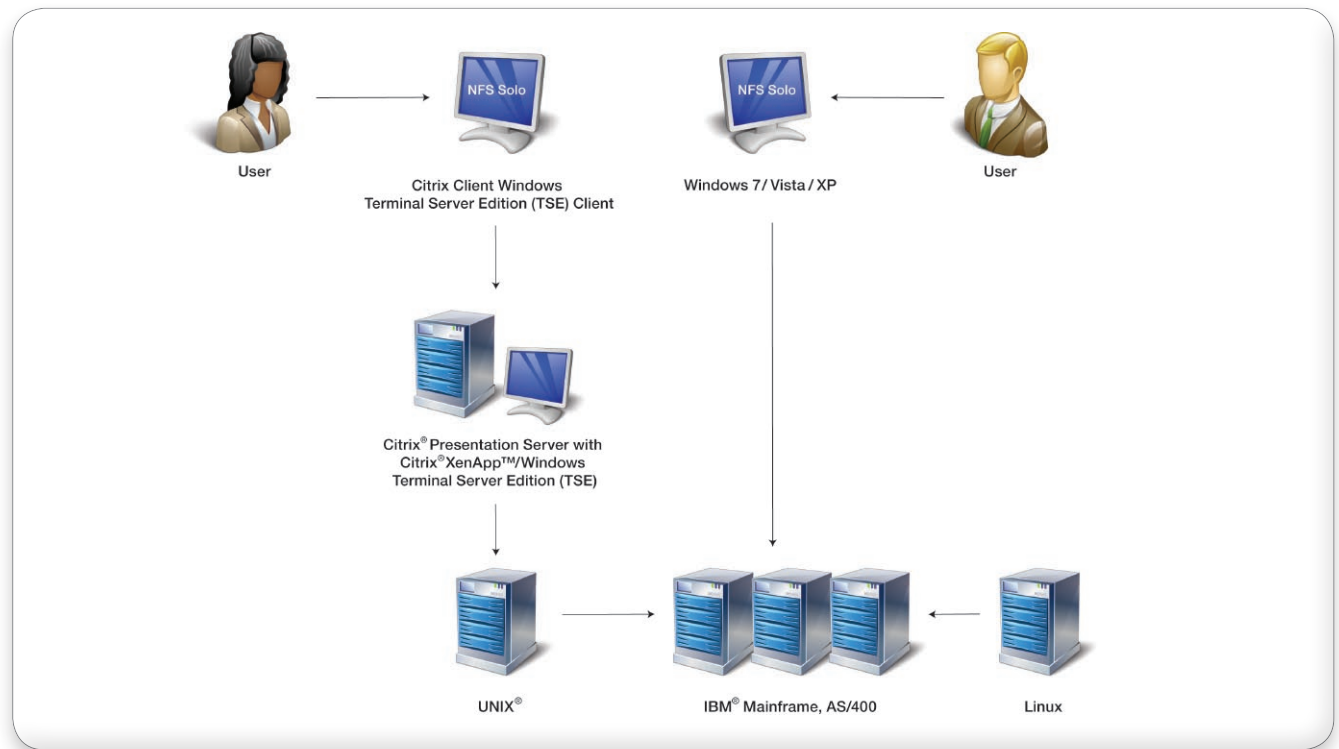 NFS Solo
NFS Solo
User
Citrix Client Windows
Terminal Server Edition (TSE) Client
Windows 7/ Vista / XP
User
Citrix® Presentation Server with
Citrix® XenApp™/Windows
Terminal Server Edition (TSE)
UNIX®
IBM® Mainframe, AS/400
Linux